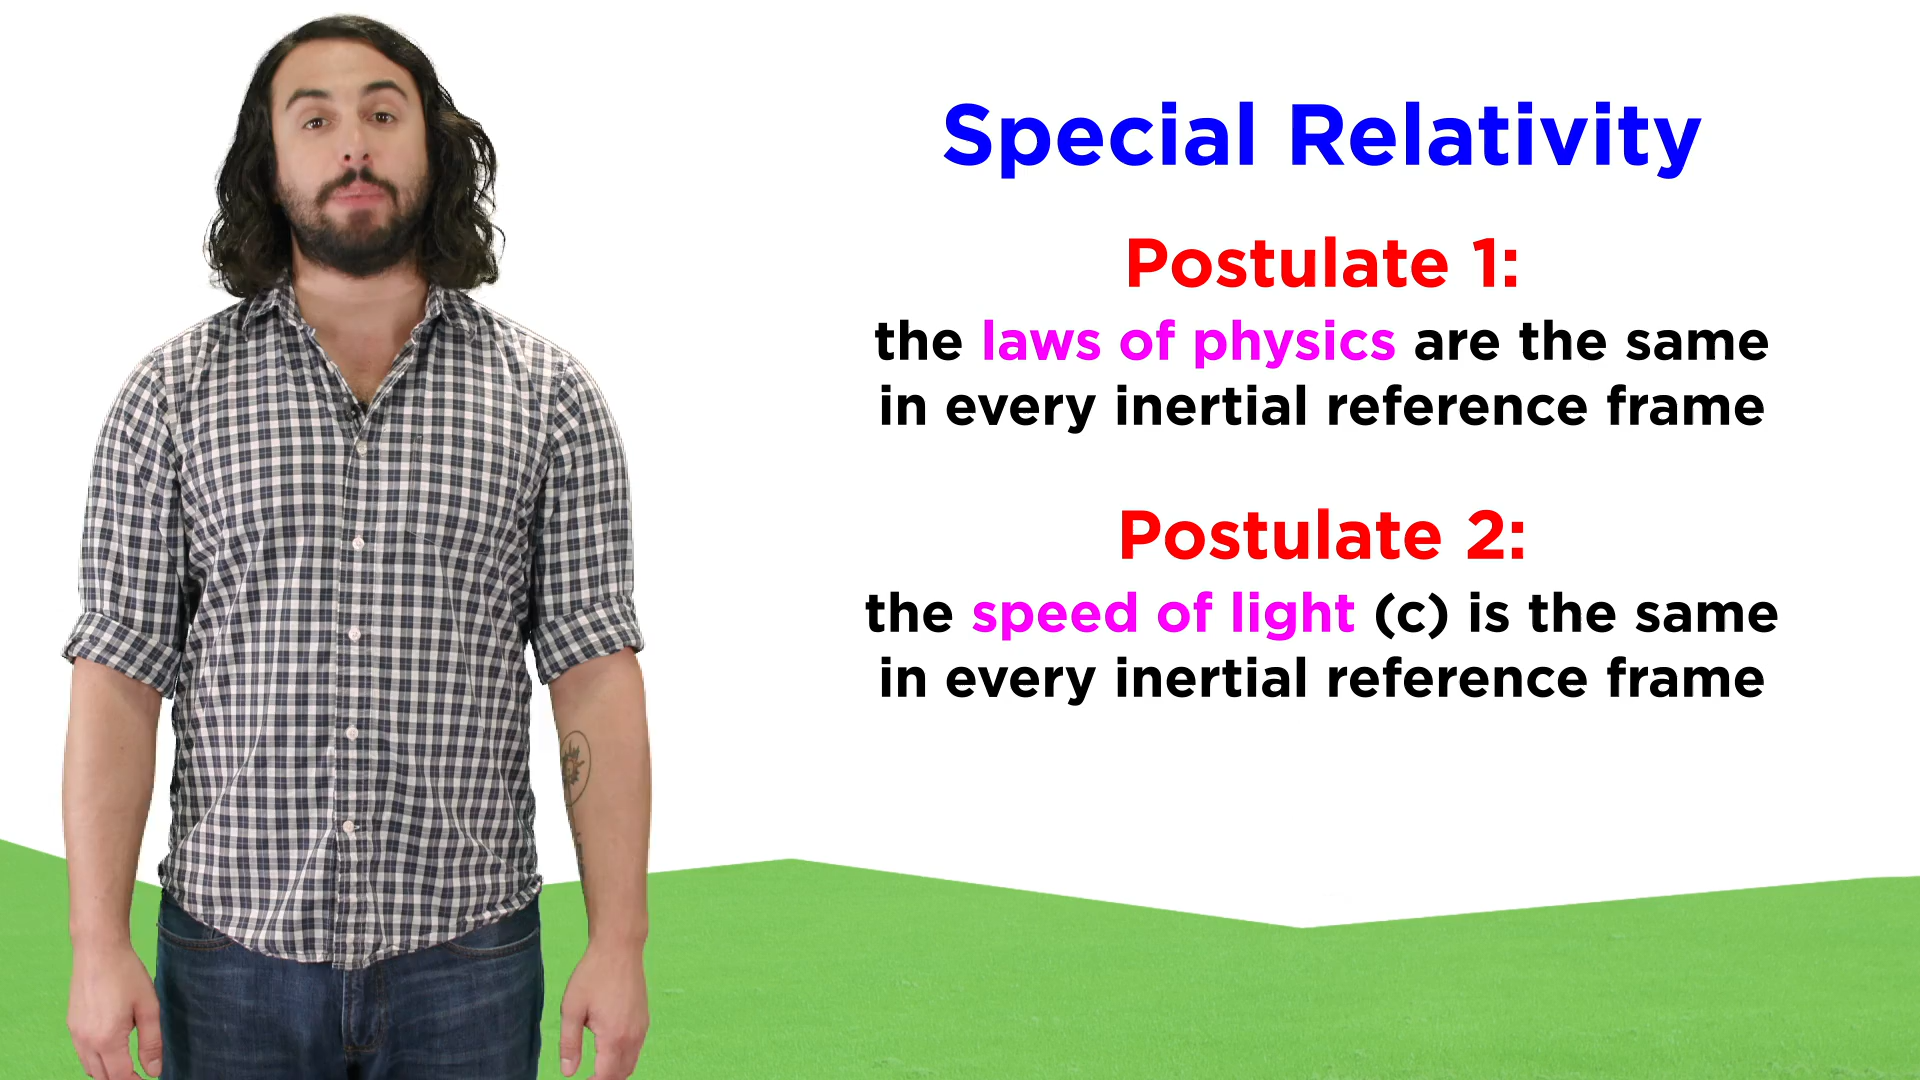 Special Relativity
Postulate 1:
the laws of physics are the same
in every inertial reference frame
Postulate 2:
the speed of light (c) is the same
in every inertial reference frame